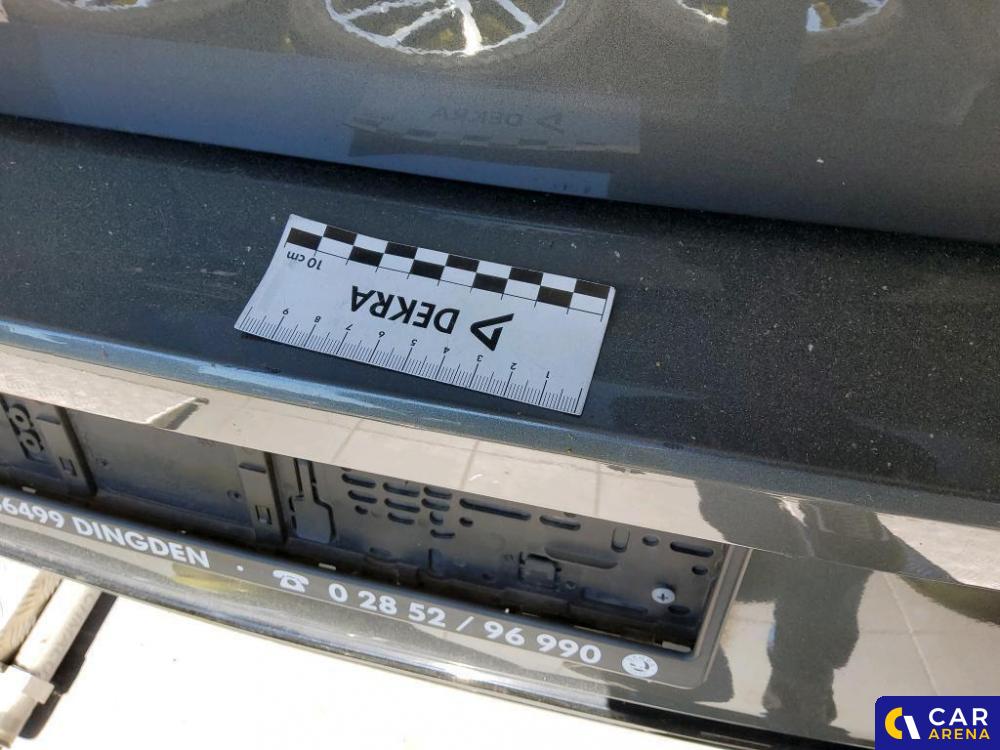 DEKRA
10 cm
DEKRA
9 8 7 6 5 4 3 2 1
6499 DINGDEN · ☎ 0 28 52 / 96 990
CAR
ARENA